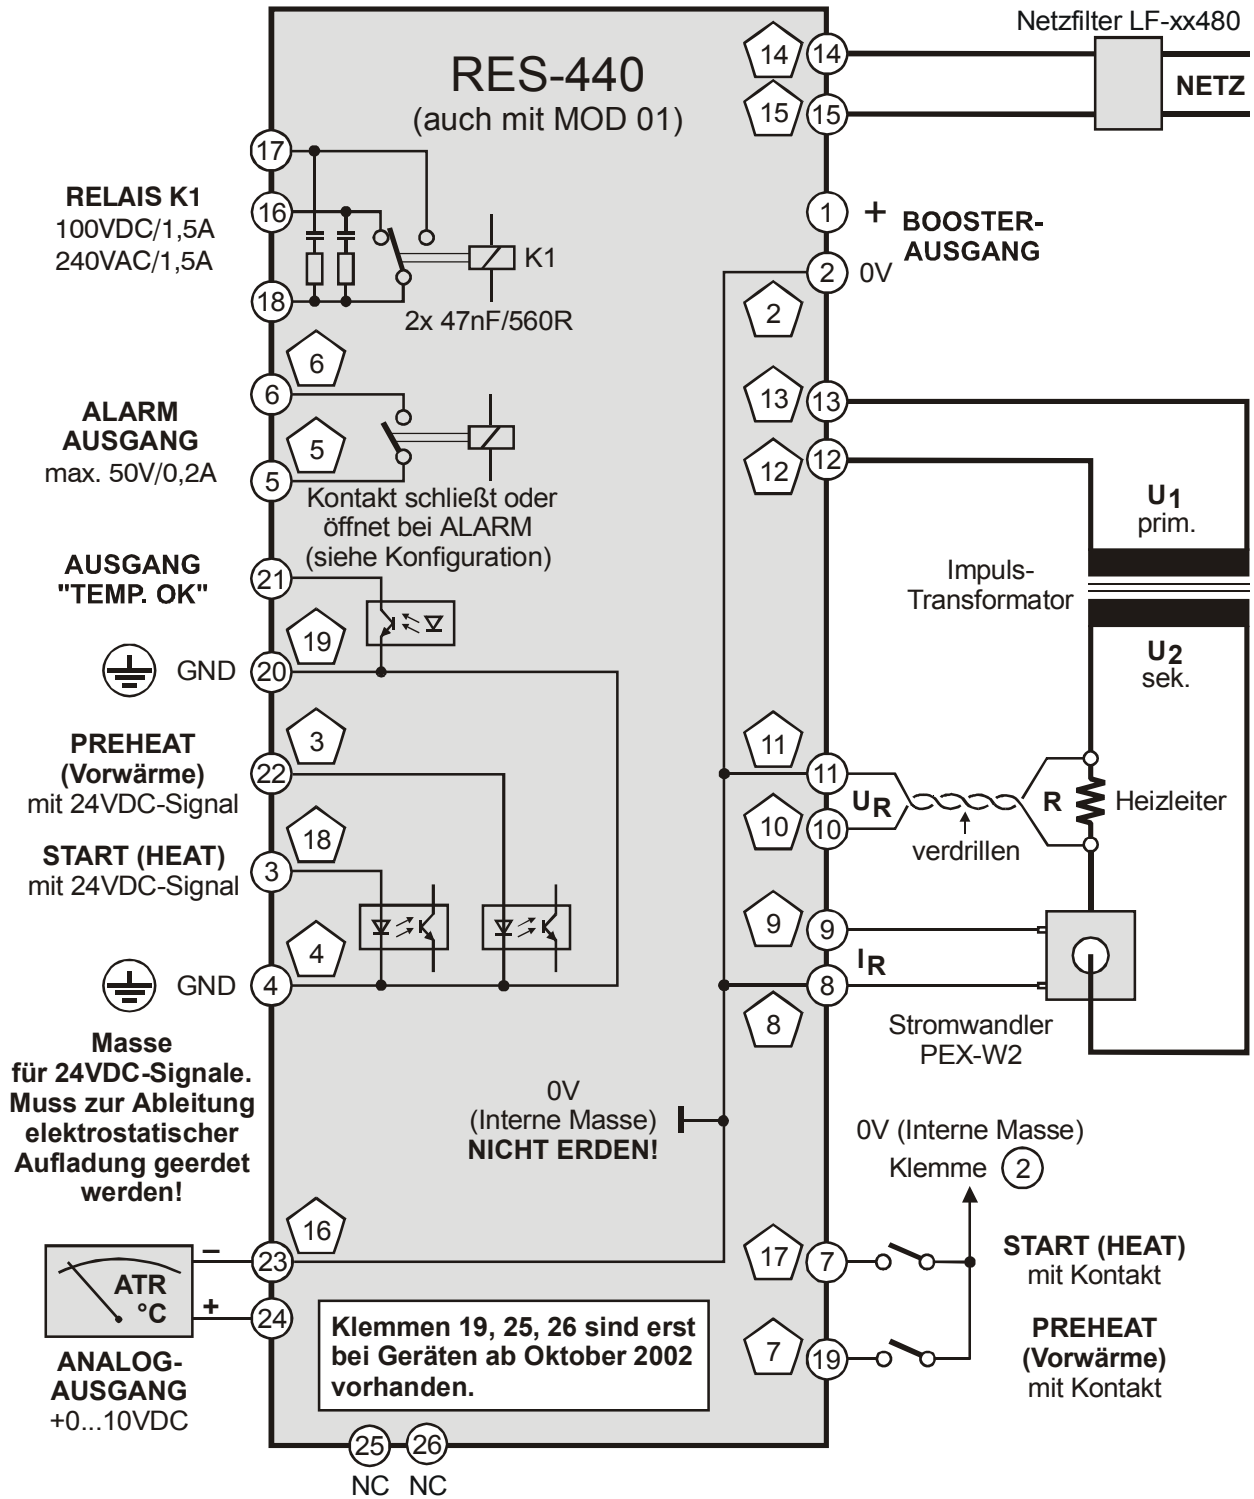 Netzfilter LF-xx480
RES-440
(auch mit MOD 01)
14
14
NETZ
15
15
17
RELAIS K1
100VDC/1,5A
240VAC/1,5A
16
K1
18
2x 47nF/560R
1
+
BOOSTER-
AUSGANG
2
0V
2
6
6
ALARM
AUSGANG
max. 50V/0,2A
5
5
Kontakt schließt oder
öffnet bei ALARM
(siehe Konfiguration)
13
13
12
12
U1
prim.
Impuls-
Transformator
U2
sek.
AUSGANG
"TEMP. OK"
21
19
GND
20
PREHEAT
(Vorwärme)
mit 24VDC-Signal
3
22
START (HEAT)
mit 24VDC-Signal
18
3
4
GND
4
11
11
UR
R
Heizleiter
10
10
verdrillen
9
9
IR
8
8
Stromwandler
PEX-W2
Masse
für 24VDC-Signale.
Muss zur Ableitung
elektrostatischer
Aufladung geerdet
werden!
0V
(Interne Masse)
NICHT ERDEN!
0V (Interne Masse)
Klemme 2
16
–
23
ATR
°C
+
24
ANALOG-
AUSGANG
+0...10VDC
17
7
START (HEAT)
mit Kontakt
7
19
PREHEAT
(Vorwärme)
mit Kontakt
Klemmen 19, 25, 26 sind erst
bei Geräten ab Oktober 2002
vorhanden.
25
26
NC
NC